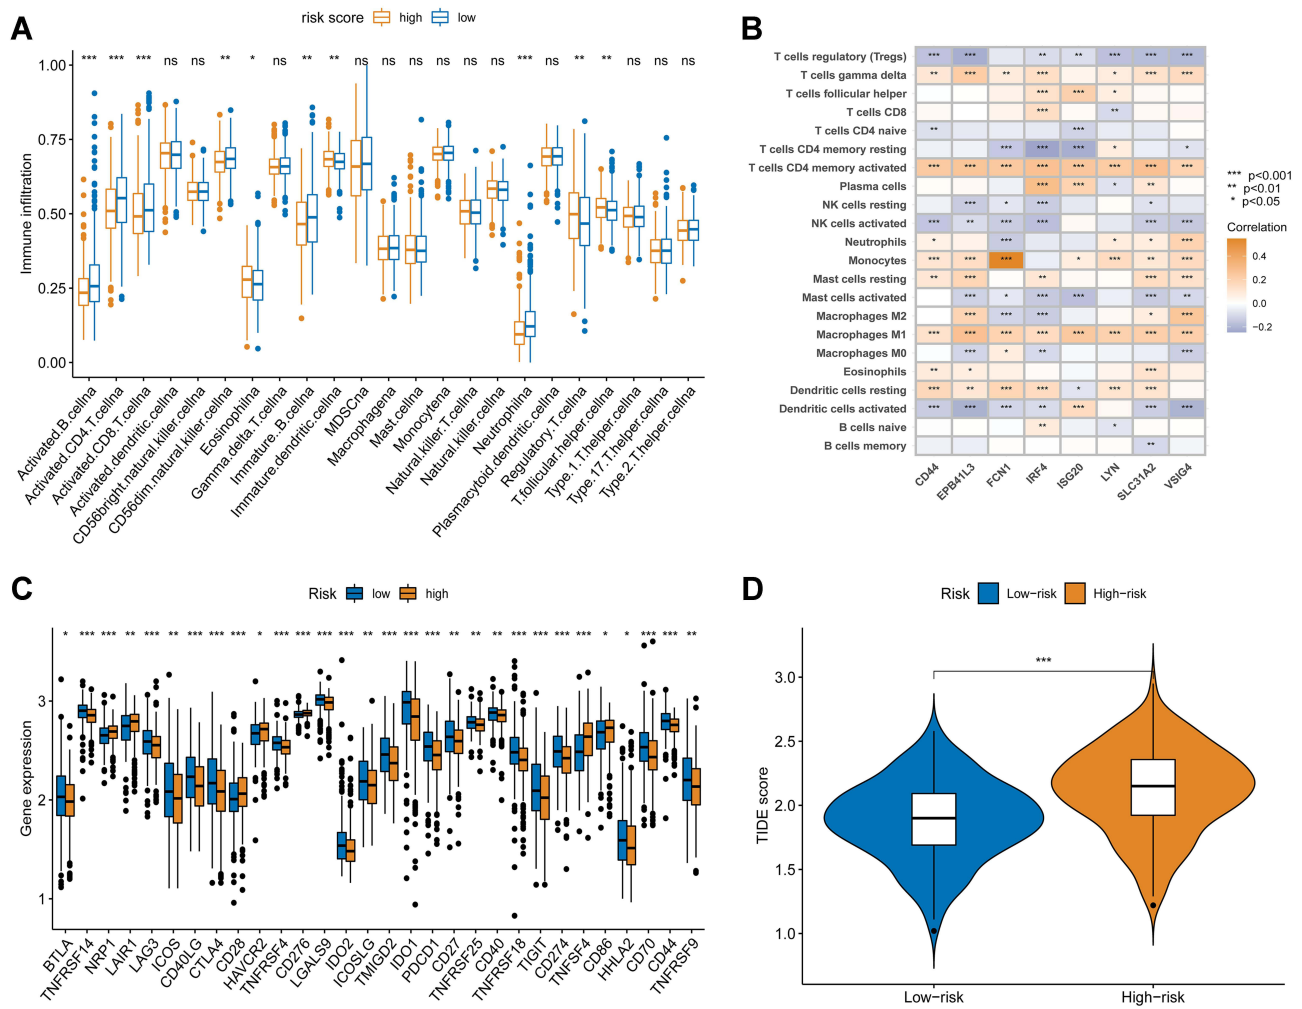 A
risk score high low
*** *** *** ns ns ** * ns ** ** ns ns ns ns ns ns *** ns ** ** ns ns ns
Immune infiltration
1.00
0.75
0.50
0.25
0.00
Activated.B.cellna
Activated.CD4.T.cellna
Activated.CD8.T.cellna
Activated.dendritic.cellna
CD56bright.natural.killer.cellna
CD56dim.natural.killer.cellna
Eosinophilna
Gamma.delta.T.cellna
Immature..B.cellna
Immature.dendritic.cellna
MDSCna
Macrophagena
Mast.cellna
Monocytena
Natural.killer.T.cellna
Natural.killer.cellna
Neutrophilna
Plasmacytoid.dendritic.cellna
Regulatory.T.cellna
T.follicular.helper.cellna
Type.1.T.helper.cellna
Type.17.T.helper.cellna
Type.2.T.helper.cellna
B
T cells regulatory (Tregs) *** *** ** ** *** *** ***
T cells gamma delta ** *** ** *** * *** ***
T cells follicular helper *** *** *
T cells CD8 *** **
T cells CD4 naive ** ***
T cells CD4 memory resting *** *** *** * *
T cells CD4 memory activated *** *** *** *** *** *** *** ***
Plasma cells *** *** * **
NK cells resting *** * *** *
NK cells activated *** ** *** *** *** ***
Neutrophils * *** * * ***
Monocytes *** *** *** * *** ** ***
Mast cells resting ** *** ** *** ***
Mast cells activated *** * *** *** *** **
Macrophages M2 *** *** *** * ***
Macrophages M1 *** *** *** *** *** *** *** ***
Macrophages M0 *** * ** ***
Eosinophils ** * ***
Dendritic cells resting *** ** *** *** * *** ***
Dendritic cells activated *** *** *** ** *** *** ***
B cells naive ** *
B cells memory **
CD44
EPB41L3
FCN1
IRF4
ISG20
LYN
SLC31A2
VSIG4
*** p<0.001
** p<0.01
* p<0.05
Correlation
0.4
0.2
0.0
−0.2
C
Risk low high
* *** *** ** *** ** *** *** *** * *** *** *** *** ** *** *** *** ** ** ** *** *** *** *** * * *** *** **
Gene expression
3
2
1
BTLA
TNFRSF14
NRP1
LAIR1
LAG3
ICOS
CD40LG
CTLA4
CD28
HAVCR2
TNFRSF4
CD276
LGALS9
IDO2
ICOSLG
TMIGD2
IDO1
PDCD1
CD27
TNFRSF25
CD40
TNFRSF18
TIGIT
CD274
TNFSF4
CD86
HHLA2
CD70
CD44
TNFRSF9
D
Risk Low−risk High−risk
***
TIDE score
3.0
2.5
2.0
1.5
1.0
Low−risk
High−risk